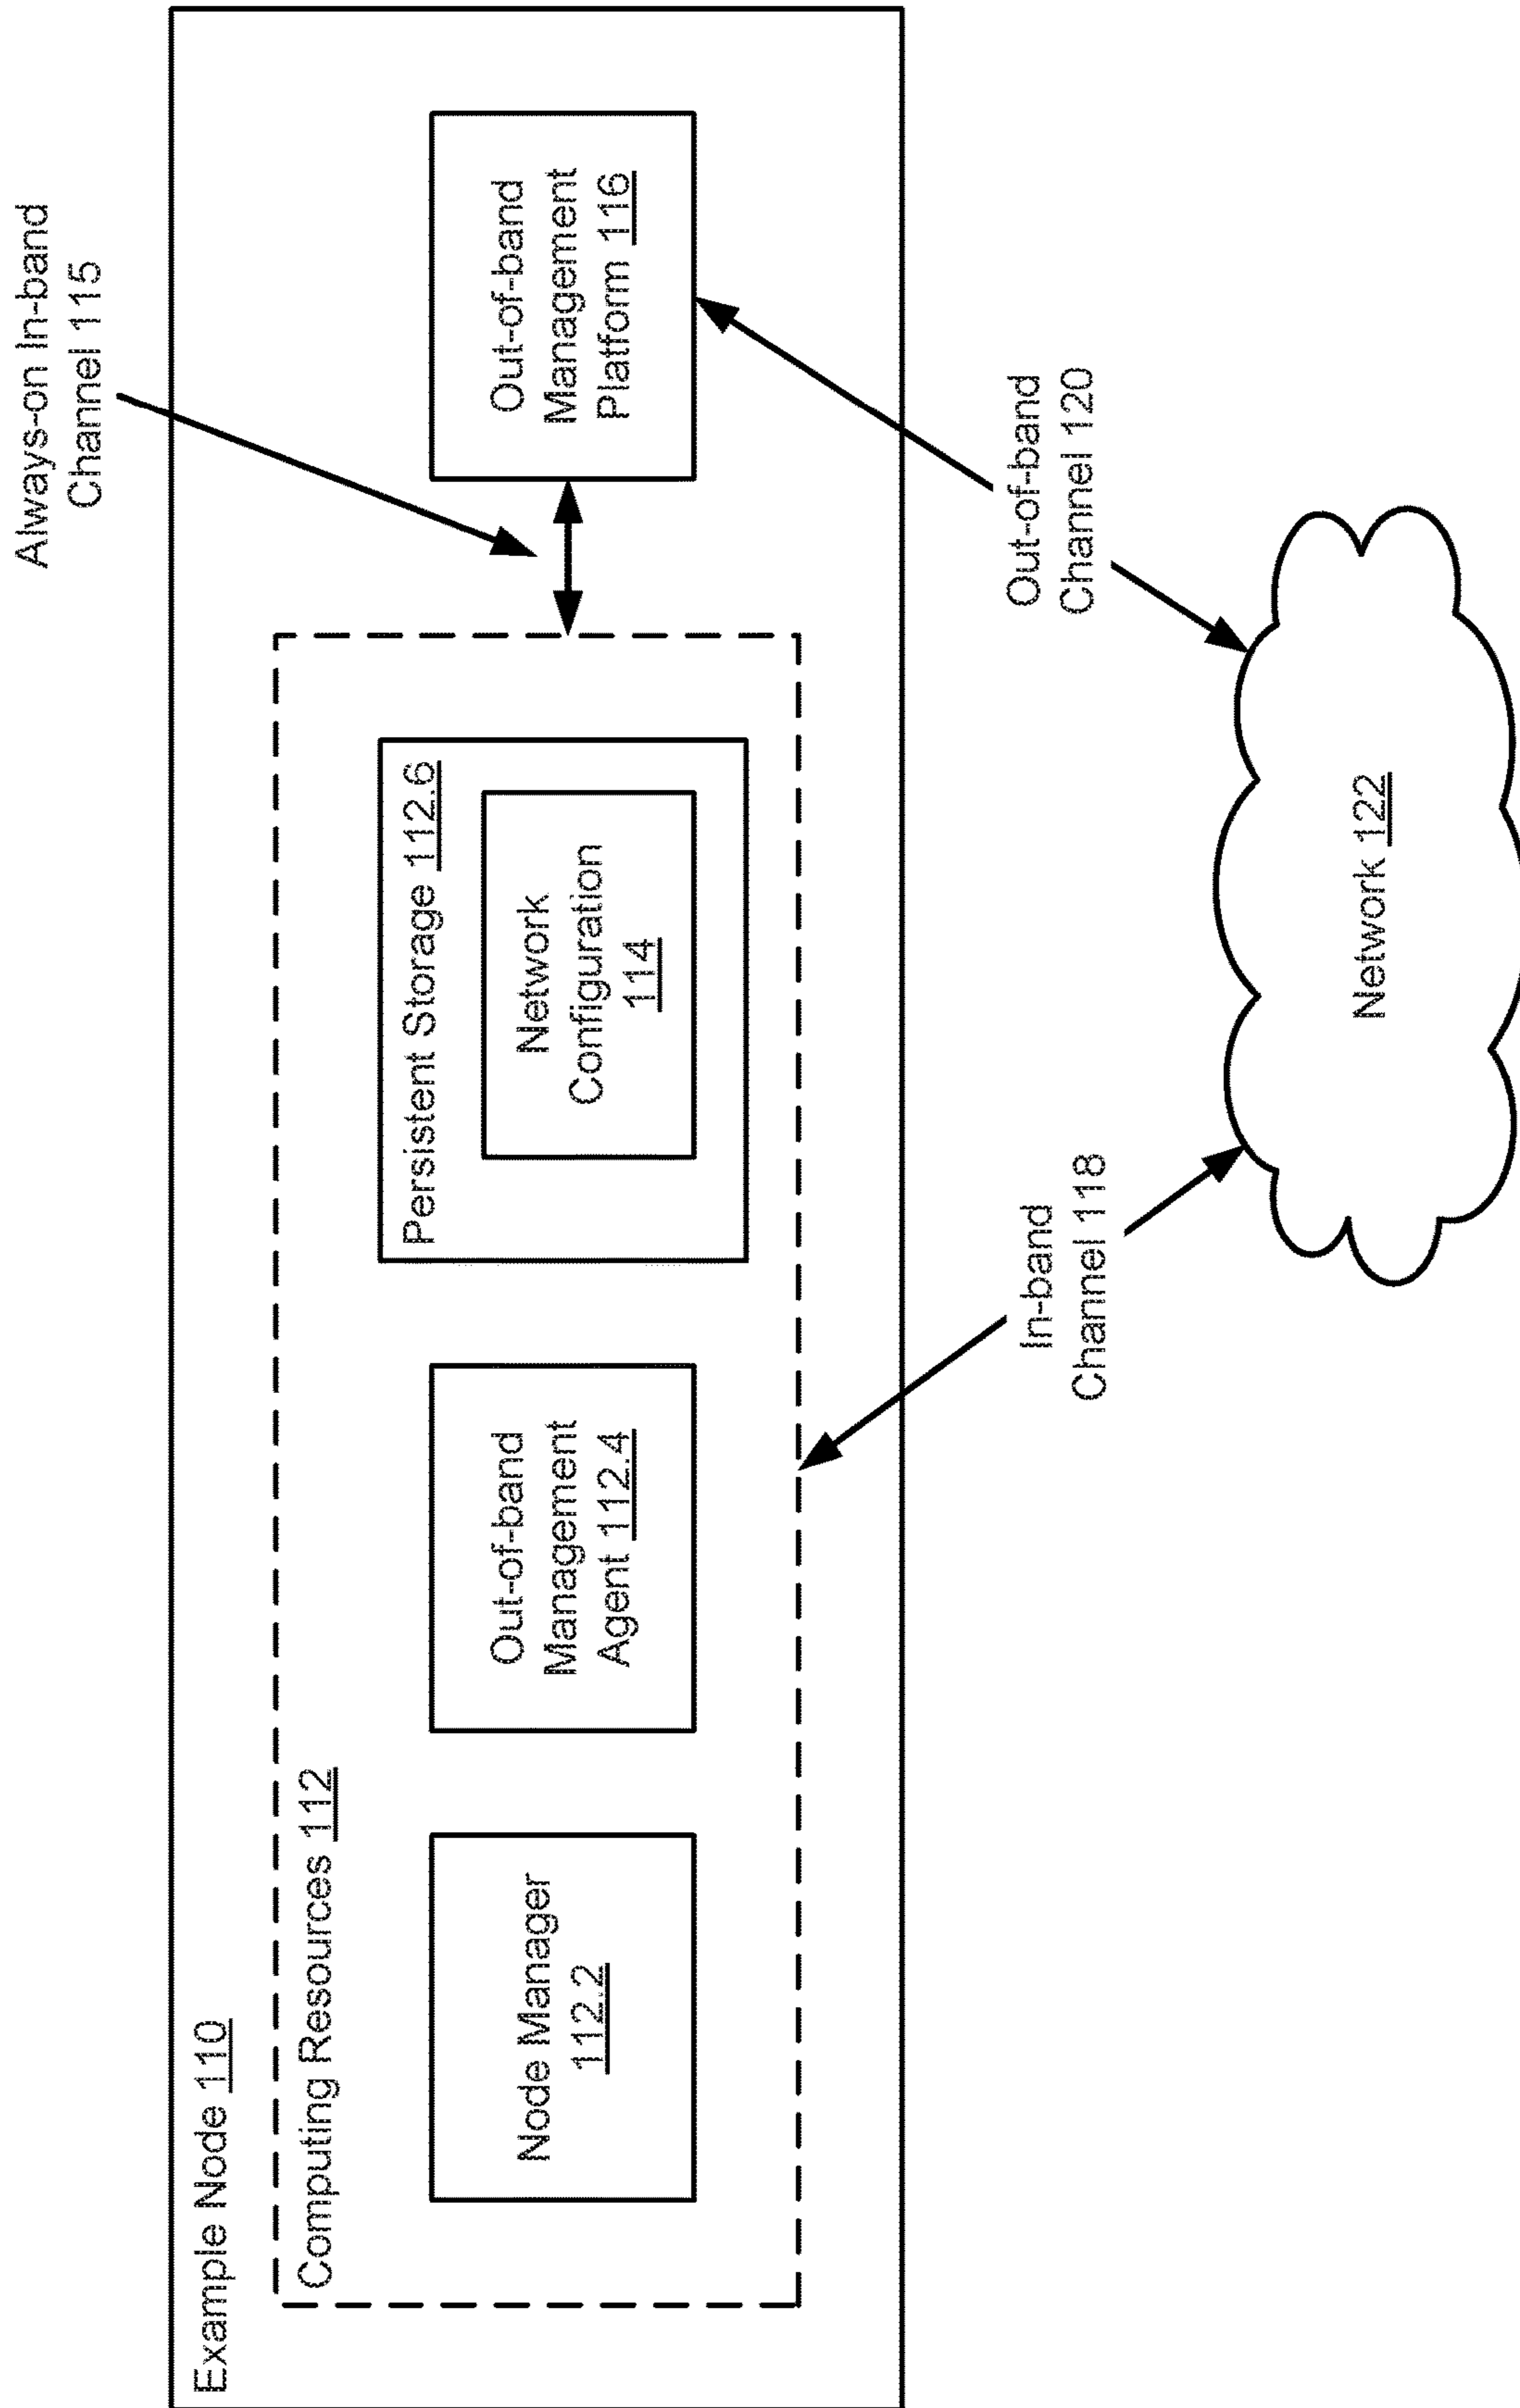 Always-on In-band
Channel 115
Example Node 110
Computing Resources 112
Node Manager
112.2
Out-of-band
Management
Agent 112.4
Persistent Storage 112.6
Network
Configuration
114
Out-of-band
Management
Platform 116
In-band
Channel 118
Out-of-band
Channel 120
Network 122